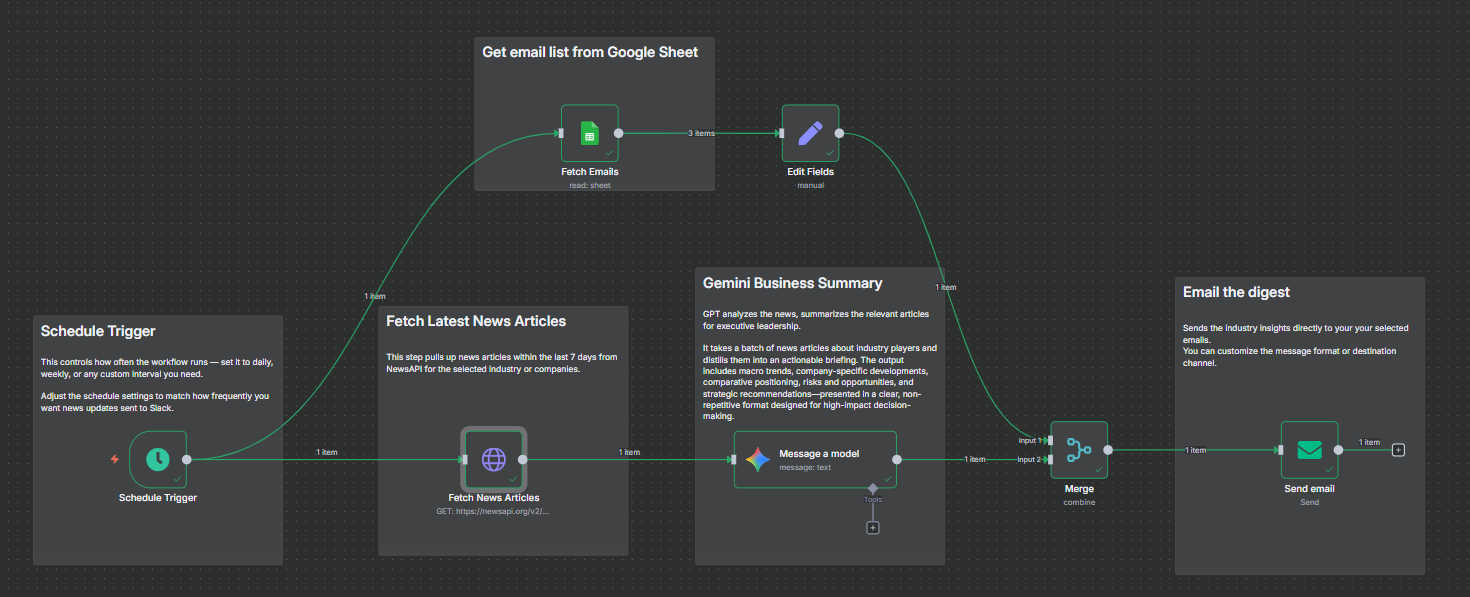 Get email list from Google Sheet
3 items
Fetch Emails
read: sheet
Edit Fields
manual
1 item
1 item
Schedule Trigger
This controls how often the workflow runs — set it to daily,
weekly, or any custom interval you need.
Adjust the schedule settings to match how frequently you
want news updates sent to Slack.
Schedule Trigger
1 item
Fetch Latest News Articles
This step pulls up news articles within the last 7 days from
NewsAPI for the selected industry or companies.
Fetch News Articles
GET: https://newsapi.org/v2/...
1 item
Gemini Business Summary
GPT analyzes the news, summarizes the relevant articles
for executive leadership.
It takes a batch of news articles about industry players and
distills them into an actionable briefing. The output
includes macro trends, company-specific developments,
comparative positioning, risks and opportunities, and
strategic recommendations—presented in a clear, non-
repetitive format designed for high-impact decision-
making.
Message a model
message: text
Tools
1 item
Input 1
Input 2
Merge
combine
1 item
Email the digest
Sends the industry insights directly to your your selected
emails.
You can customize the message format or destination
channel.
Send email
Send
1 item